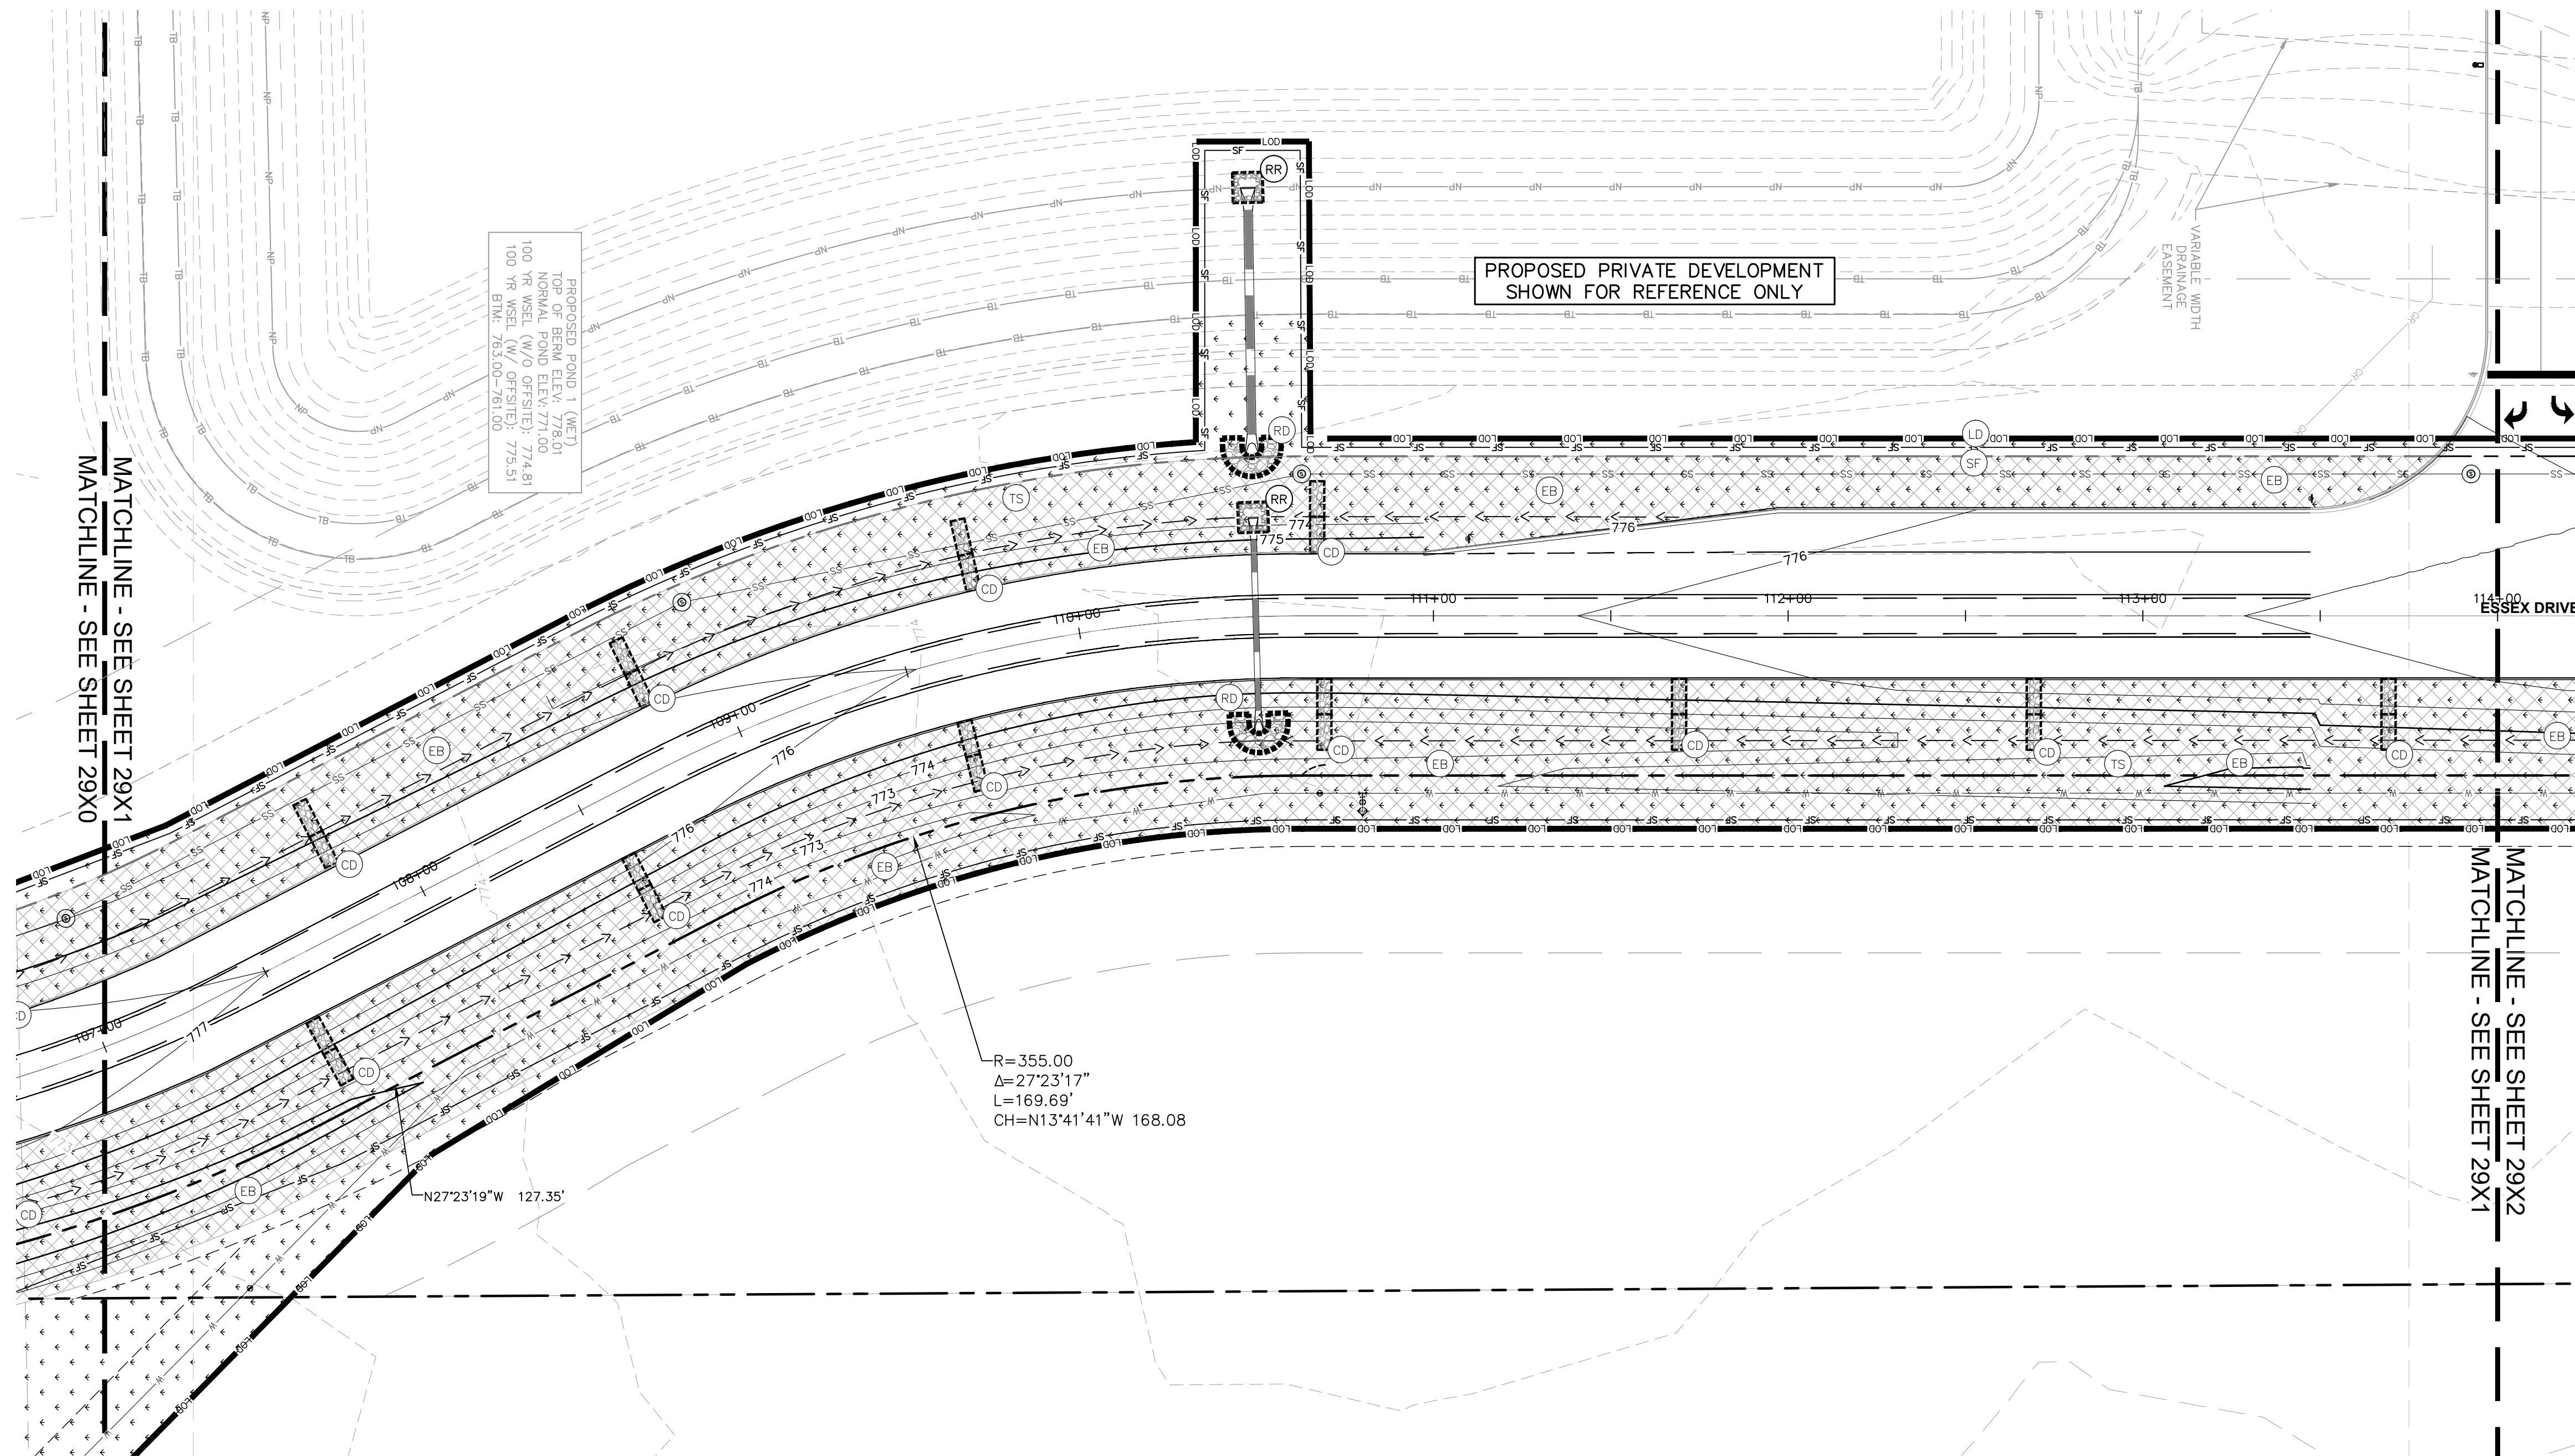 PROPOSED POND 1 (WET)
TOP OF BERM ELEV: 778.01
NORMAL POND ELEV: 771.00
100 YR WSEL (W/O OFFSITE): 774.81
100 YR WSEL (W/ OFFSITE): 775.51
BTM: 763.00-761.00
PROPOSED PRIVATE DEVELOPMENT
SHOWN FOR REFERENCE ONLY
VARIABLE WIDTH
DRAINAGE
EASEMENT
MATCHLINE - SEE SHEET 29X1
MATCHLINE - SEE SHEET 29X0
MATCHLINE - SEE SHEET 29X2
MATCHLINE - SEE SHEET 29X1
LOD
SF
RR
RD
LD
SF
TS
EB
EB
RR
774
775
CD
EB
CD
776
776
CD
EB
CD
107+00
108+00
109+00
110+00
111+00
112+00
113+00
114+00
ESSEX DRIVE
777
776
776
774
773
773
774
RD
CD
EB
CD
CD
TS
EB
CD
EB
CD
CD
EB
CD
EB
CD
NP
TB
SS
W
GR
R=355.00
Δ=27°23'17"
L=169.69'
CH=N13°41'41"W 168.08
N27°23'19"W 127.35'